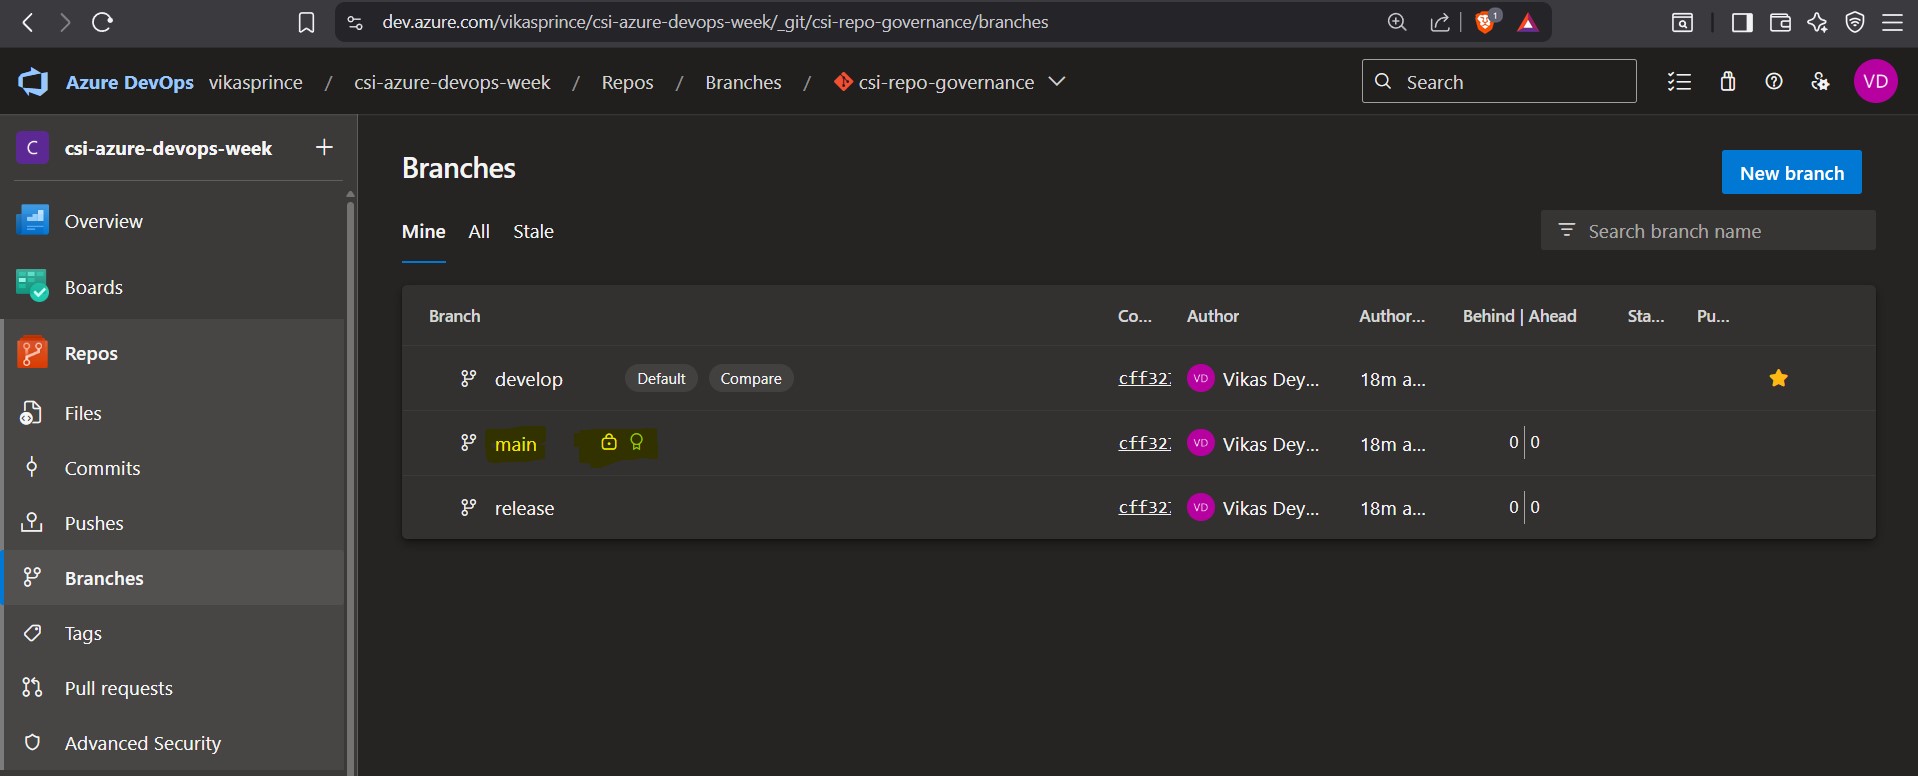 dev.azure.com/vikasprince/csi-azure-devops-week/_git/csi-repo-governance/branches
1
Azure DevOps vikasprince / csi-azure-devops-week / Repos / Branches / csi-repo-governance
Search
VD
C csi-azure-devops-week +
Overview
Boards
Repos
Files
Commits
Pushes
Branches
Tags
Pull requests
Advanced Security
Branches
New branch
Mine All Stale
Search branch name
Branch Co... Author Author... Behind | Ahead Sta... Pu...
develop Default Compare cff327 VD Vikas Dey... 18m a...
main cff327 VD Vikas Dey... 18m a... 0 | 0
release cff327 VD Vikas Dey... 18m a... 0 | 0